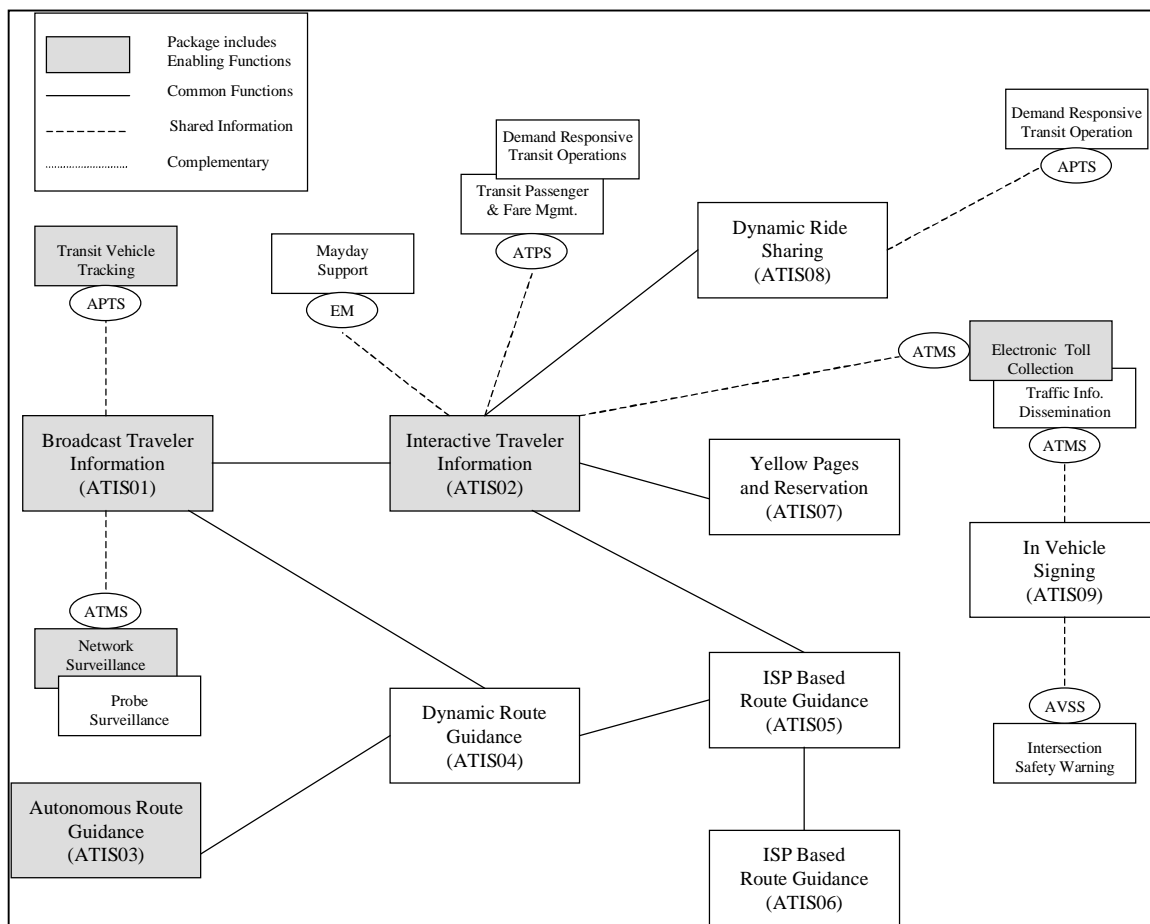 Package includes
Enabling Functions
Common Functions
Shared Information
Complementary
Demand Responsive
Transit Operations
Transit Passenger
& Fare Mgmt.
ATPS
Demand Responsive
Transit Operation
APTS
Transit Vehicle
Tracking
APTS
Mayday
Support
EM
Dynamic Ride
Sharing
(ATIS08)
ATMS
Electronic Toll
Collection
Traffic Info.
Dissemination
ATMS
Broadcast Traveler
Information
(ATIS01)
Interactive Traveler
Information
(ATIS02)
Yellow Pages
and Reservation
(ATIS07)
In Vehicle
Signing
(ATIS09)
ATMS
Network
Surveillance
Probe
Surveillance
Dynamic Route
Guidance
(ATIS04)
ISP Based
Route Guidance
(ATIS05)
AVSS
Intersection
Safety Warning
Autonomous Route
Guidance
(ATIS03)
ISP Based
Route Guidance
(ATIS06)